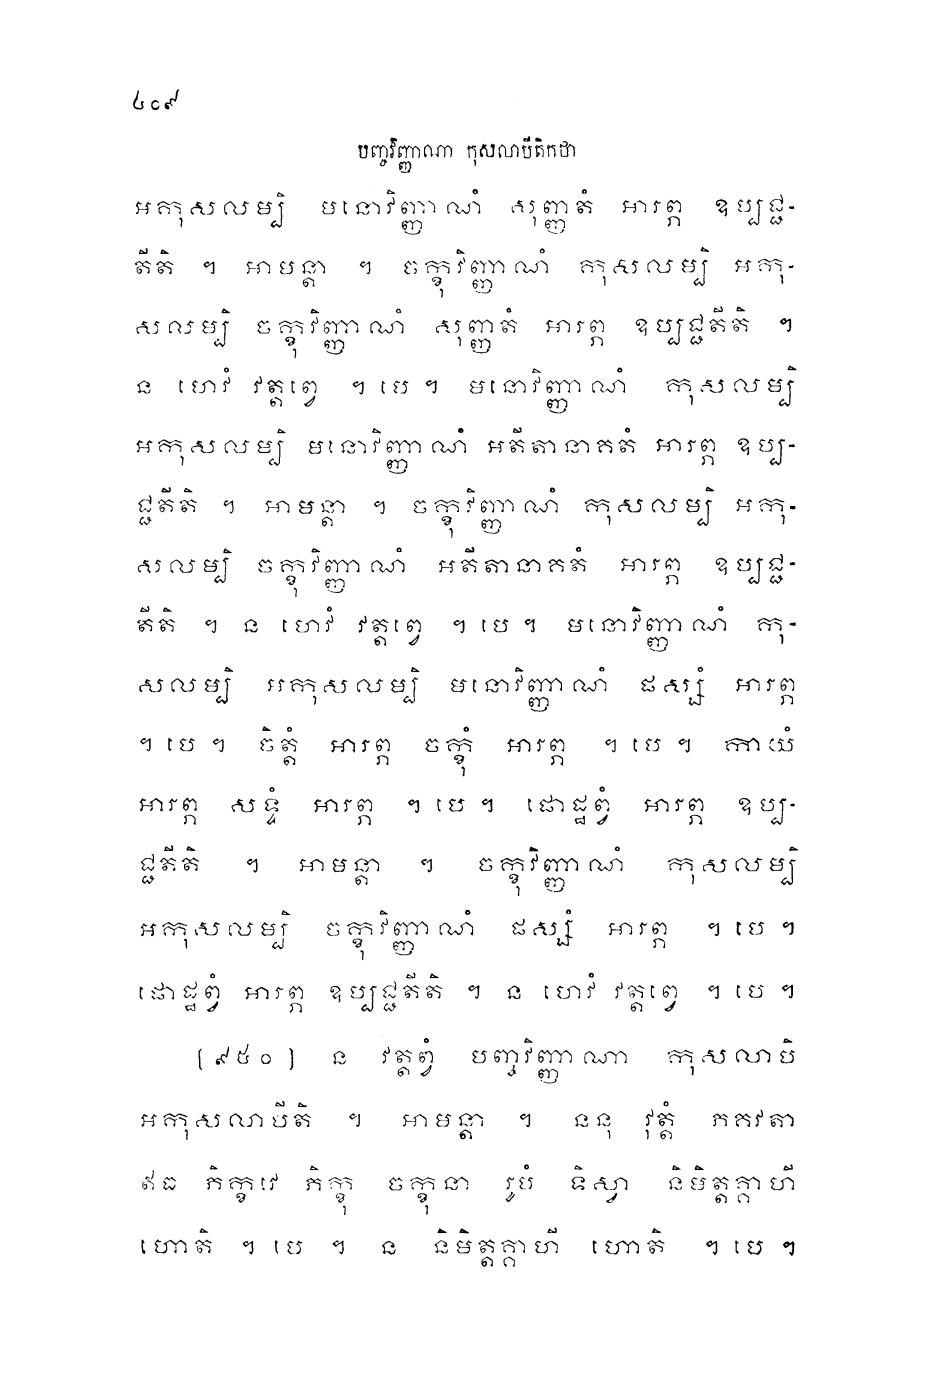 ៤០៩
បញ្ចវិញ្ញាណា កុសលាបីតិកថា
អកុសលម្បិ មនោវិញ្ញាណំ សុញ្ញតំ អារព្ភ ឧប្បជ្ជ-
តីតិ ។ អាមន្តា ។ ចក្ខុវិញ្ញាណំ កុសលម្បិ អកុ-
សលម្បិ ចក្ខុវិញ្ញាណំ សុញ្ញតំ អារព្ភ ឧប្បជ្ជតីតិ ។
ន ហេវំ វត្តព្វេ ។ បេ ។ មនោវិញ្ញាណំ កុសលម្បិ
អកុសលម្បិ មនោវិញ្ញាណំ អតីតានាគតំ អារព្ភ ឧប្ប-
ជ្ជតីតិ ។ អាមន្តា ។ ចក្ខុវិញ្ញាណំ កុសលម្បិ អកុ-
សលម្បិ ចក្ខុវិញ្ញាណំ អតីតានាគតំ អារព្ភ ឧប្បជ្ជ-
តីតិ ។ ន ហេវំ វត្តព្វេ ។ បេ ។ មនោវិញ្ញាណំ កុ-
សលម្បិ អកុសលម្បិ មនោវិញ្ញាណំ ផស្សំ អារព្ភ
។ បេ ។ ចិត្តំ អារព្ភ ចក្ខុំ អារព្ភ ។ បេ ។ កាយំ
អារព្ភ សទ្ទំ អារព្ភ ។ បេ ។ ផោដ្ឋព្វំ អារព្ភ ឧប្ប-
ជ្ជតីតិ ។ អាមន្តា ។ ចក្ខុវិញ្ញាណំ កុសលម្បិ
អកុសលម្បិ ចក្ខុវិញ្ញាណំ ផស្សំ អារព្ភ ។ បេ ។
ផោដ្ឋព្វំ អារព្ភ ឧប្បជ្ជតីតិ ។ ន ហេវំ វត្តព្វេ ។ បេ ។
[៩៥០] ន វត្តព្វំ បញ្ចវិញ្ញាណា កុសលាបិ
អកុសលាបីតិ ។ អាមន្តា ។ ននុ វុត្តំ ភគវតា
ឥធ ភិក្ខវេ ភិក្ខុ ចក្ខុនា រូបំ ទិស្វា និមិត្តគ្គាហី
ហោតិ ។ បេ ។ ន និមិត្តគ្គាហី ហោតិ ។ បេ ។